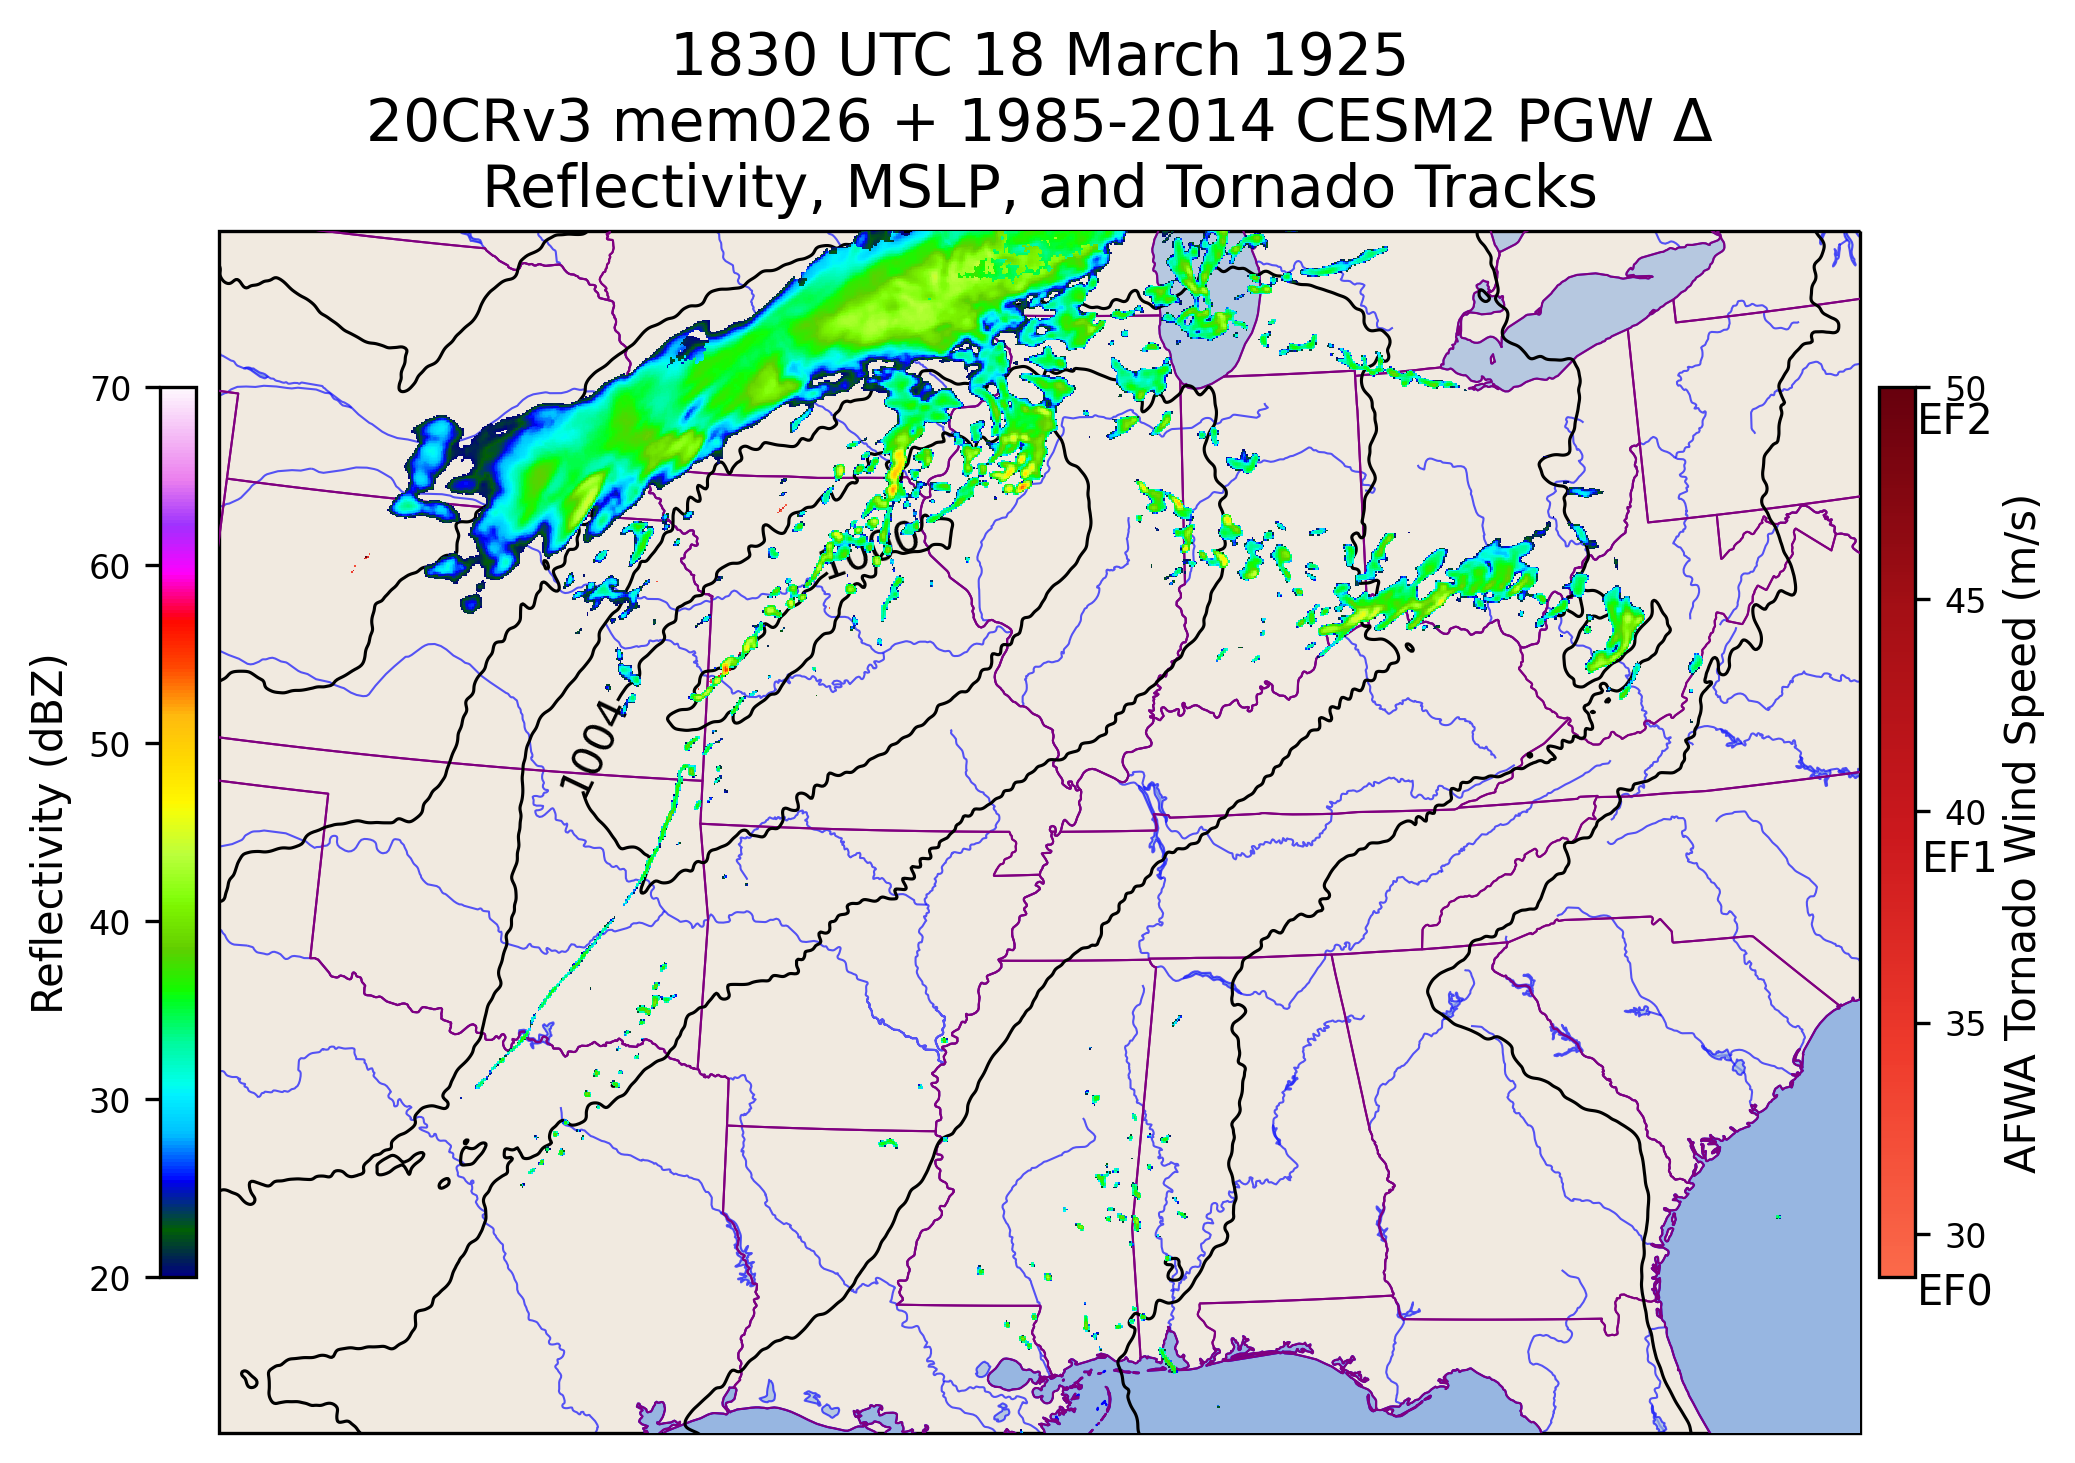 1830 UTC 18 March 1925
20CRv3 mem026 + 1985-2014 CESM2 PGW Δ
Reflectivity, MSLP, and Tornado Tracks
Reflectivity (dBZ)
70
60
50
40
30
20
1004
50
EF2
45
40
EF1
35
30
EF0
AFWA Tornado Wind Speed (m/s)